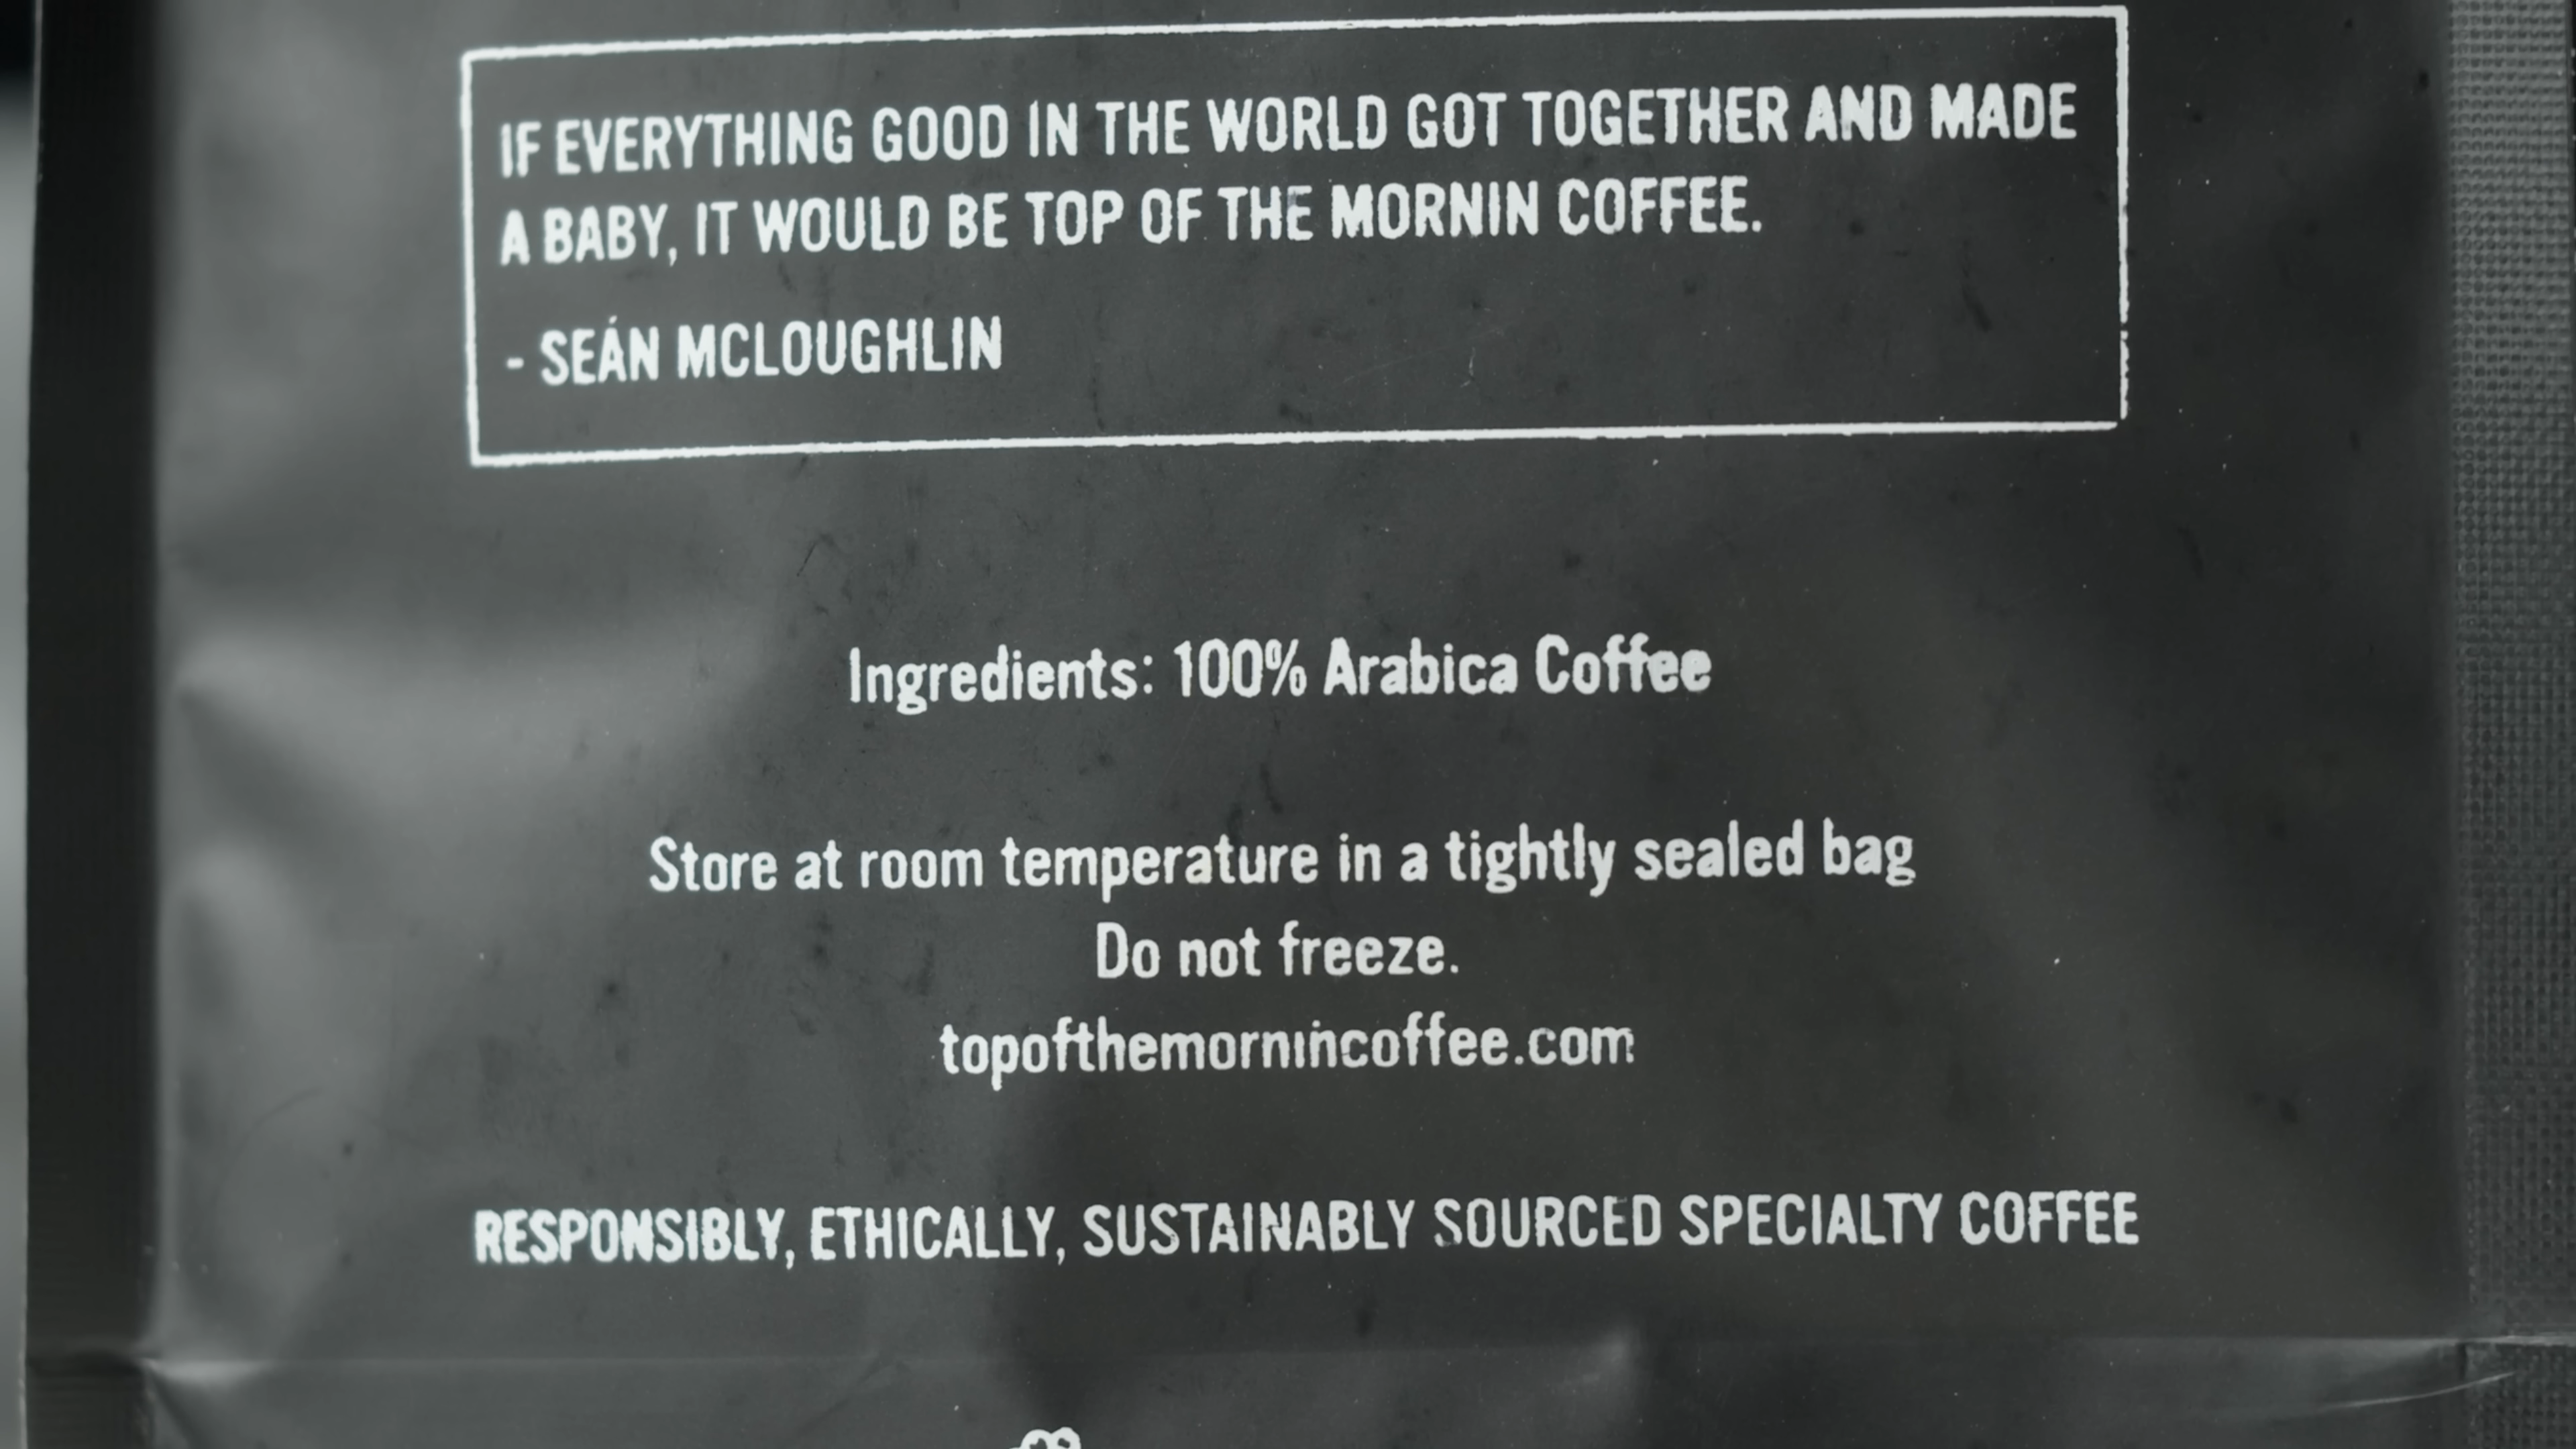 IF EVERYTHING GOOD IN THE WORLD GOT TOGETHER AND MADE
A BABY, IT WOULD BE TOP OF THE MORNIN COFFEE.
- SEÁN MCLOUGHLIN
Ingredients: 100% Arabica Coffee
Store at room temperature in a tightly sealed bag
Do not freeze.
topofthemornincoffee.com
RESPONSIBLY, ETHICALLY, SUSTAINABLY SOURCED SPECIALTY COFFEE